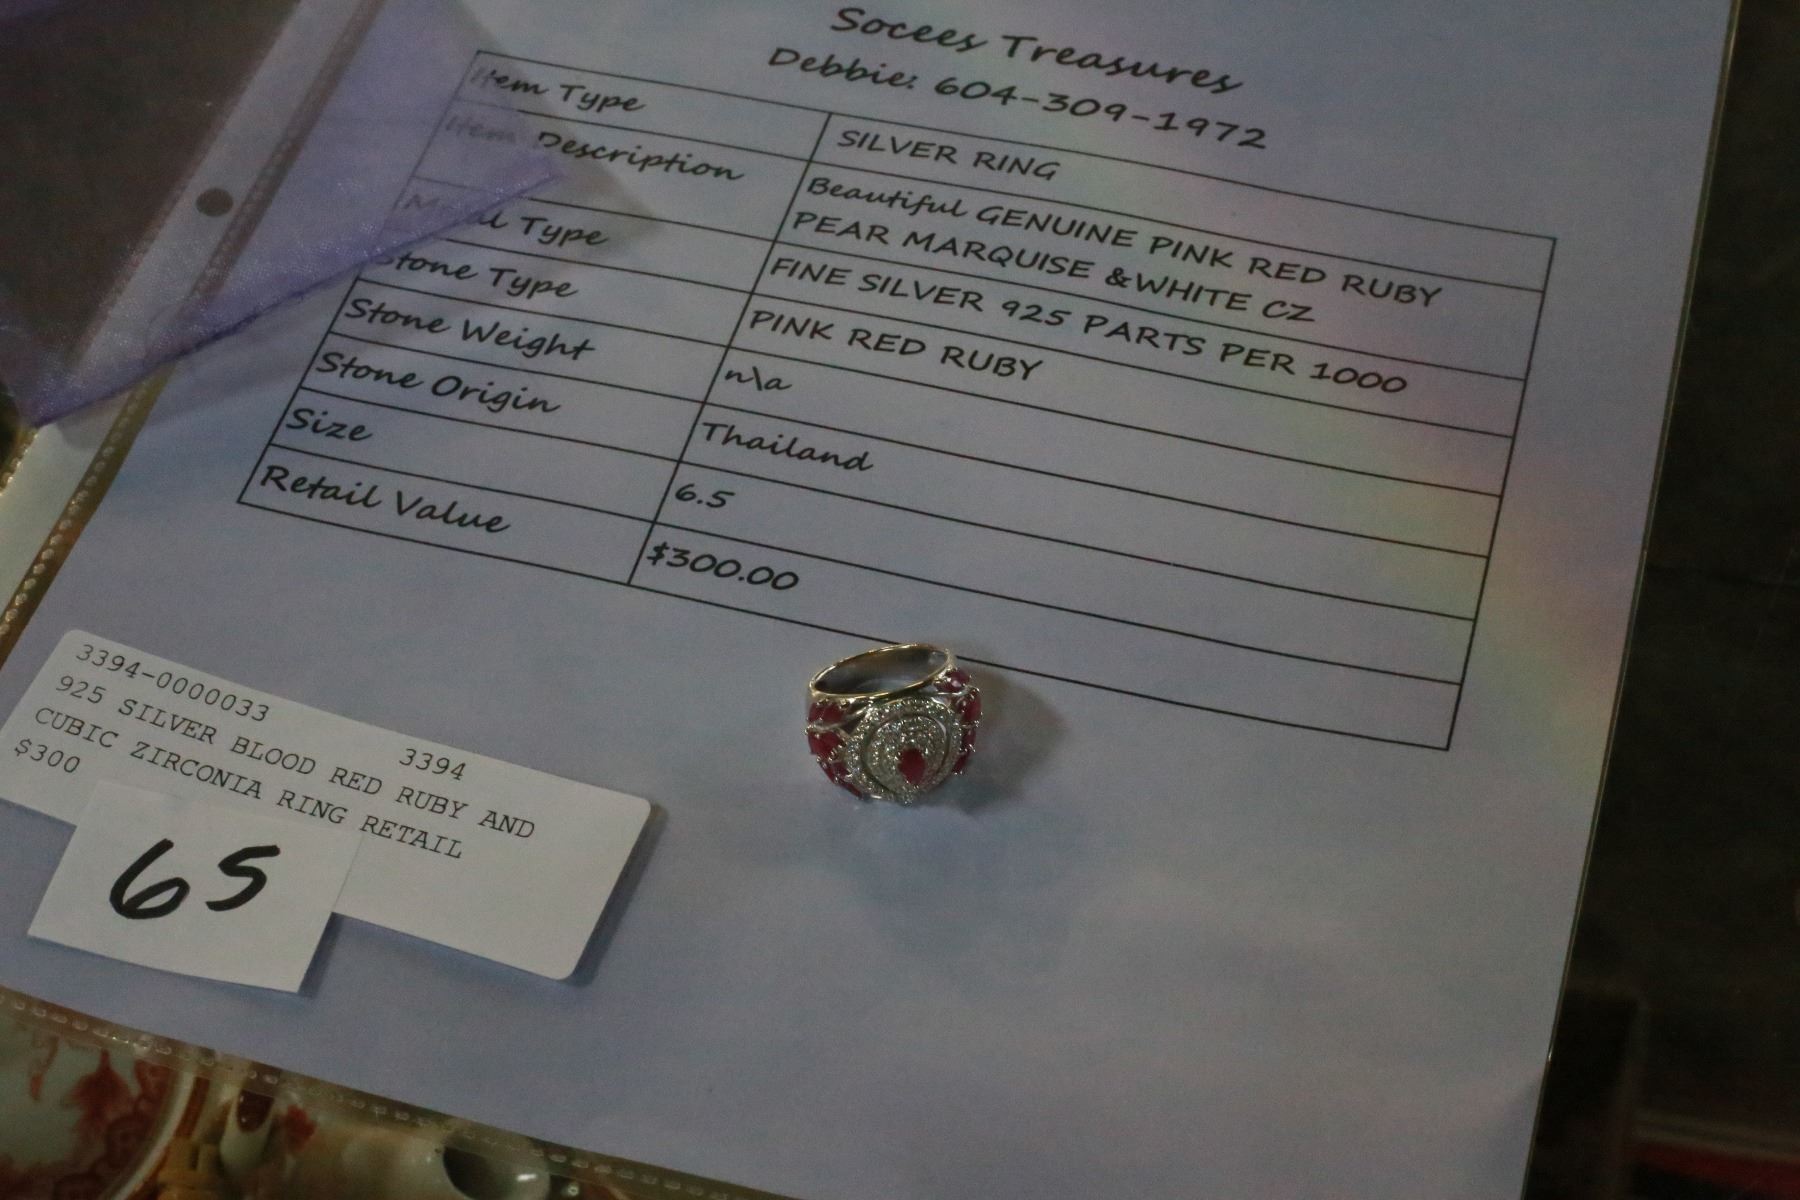 Socees Treasures
Debbie: 604-309-1972
Item Type SILVER RING
Item Description Beautiful GENUINE PINK RED RUBY
PEAR MARQUISE &WHITE CZ
Metal Type FINE SILVER 925 PARTS PER 1000
Stone Type PINK RED RUBY
Stone Weight n\a
Stone Origin Thailand
Size 6.5
Retail Value $300.00
3394-0000033 3394
925 SILVER BLOOD RED RUBY AND
CUBIC ZIRCONIA RING RETAIL
$300
65